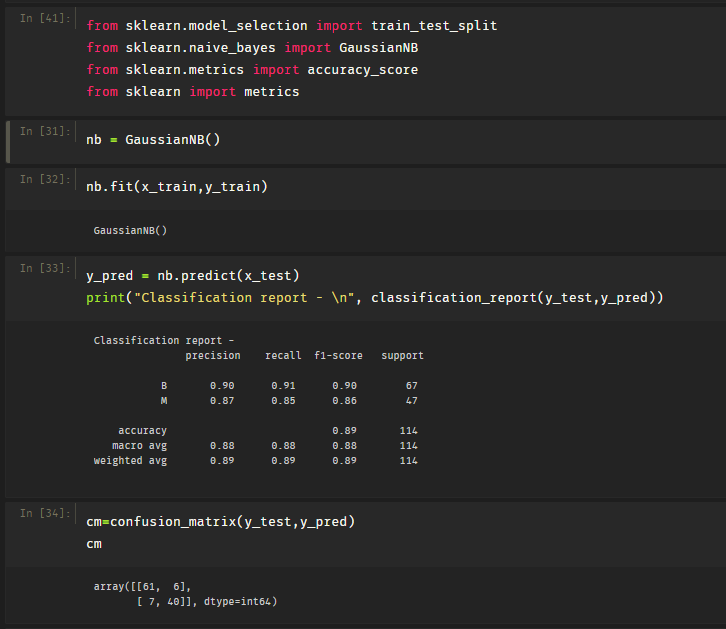 In [41]:
from sklearn.model_selection import train_test_split
from sklearn.naive_bayes import GaussianNB
from sklearn.metrics import accuracy_score
from sklearn import metrics
In [31]:
nb = GaussianNB()
In [32]:
nb.fit(x_train,y_train)
GaussianNB()
In [33]:
y_pred = nb.predict(x_test)
print("Classification report - \n", classification_report(y_test,y_pred))
Classification report -
precision recall f1-score support
B 0.90 0.91 0.90 67
M 0.87 0.85 0.86 47
accuracy 0.89 114
macro avg 0.88 0.88 0.88 114
weighted avg 0.89 0.89 0.89 114
In [34]:
cm=confusion_matrix(y_test,y_pred)
cm
array([[61, 6],
[ 7, 40]], dtype=int64)